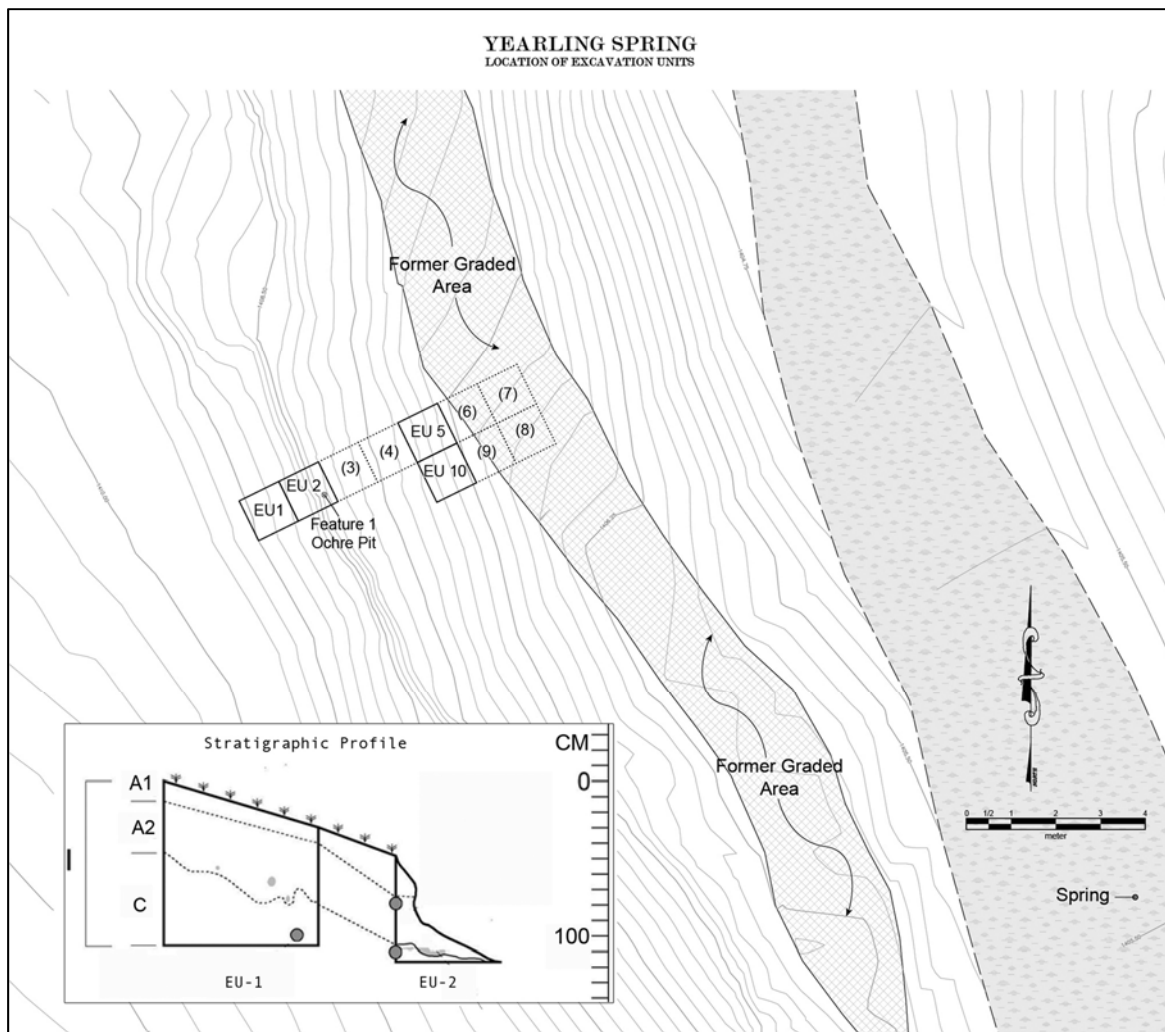 YEARLING SPRING
LOCATION OF EXCAVATION UNITS
Former Graded
Area
(7)
(6)
EU 5
(8)
(4)
(9)
(3)
EU 10
EU 2
EU1
Feature 1
Ochre Pit
Former Graded
Area
0 1/2 1 2 3 4
meter
Spring
Stratigraphic Profile
CM
A1
0
A2
C
100
EU-1
EU-2